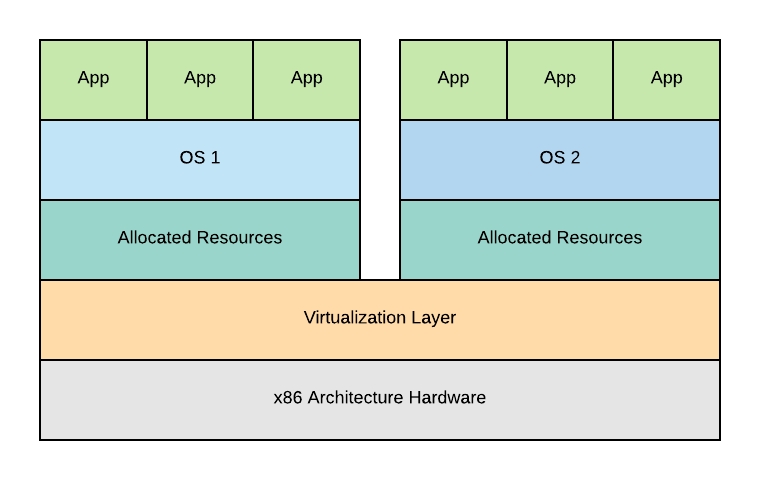 App App App App App App
OS 1 OS 2
Allocated Resources Allocated Resources
Virtualization Layer
x86 Architecture Hardware